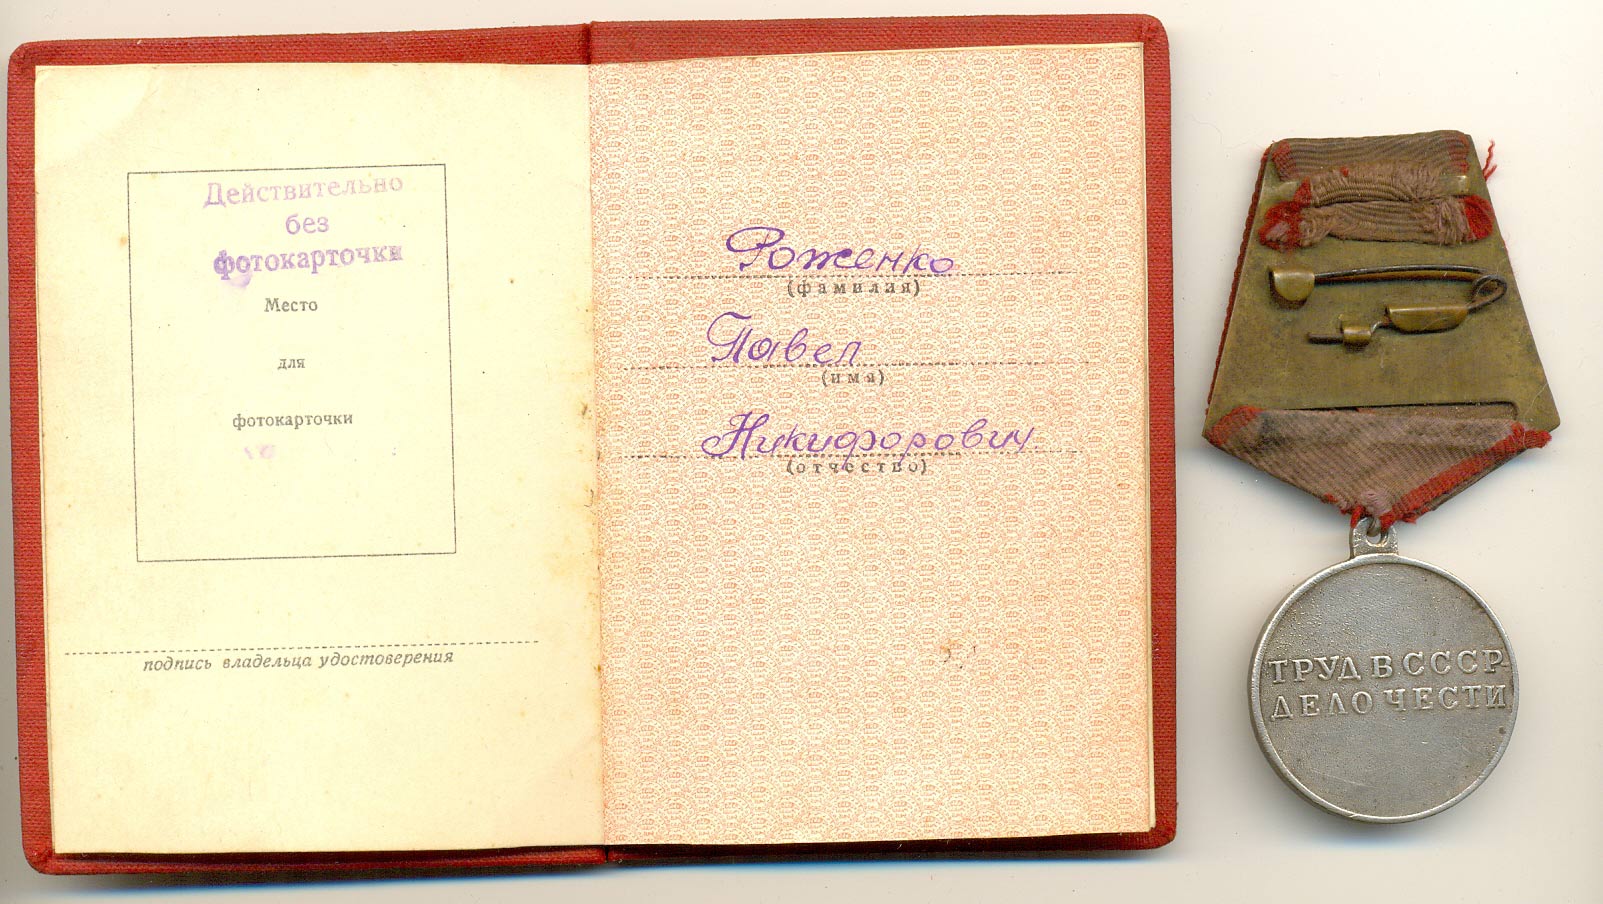 Действительно
без
фотокарточки
Место
для
фотокарточки
подпись владельца удостоверения
Роженко
(фамилия)
Павел
(имя)
Никифорович
(отчество)
ТРУД В СССР
ДЕЛО ЧЕСТИ